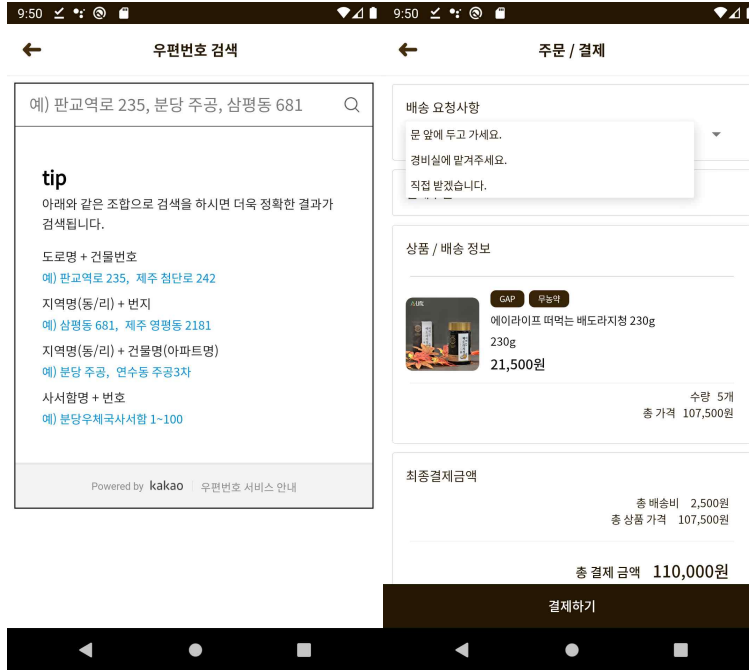 9:50
우편번호 검색
예) 판교역로 235, 분당 주공, 삼평동 681
tip
아래와 같은 조합으로 검색을 하시면 더욱 정확한 결과가
검색됩니다.
도로명 + 건물번호
예) 판교역로 235, 제주 첨단로 242
지역명(동/리) + 번지
예) 삼평동 681, 제주 영평동 2181
지역명(동/리) + 건물명(아파트명)
예) 분당 주공, 연수동 주공3차
사서함명 + 번호
예) 분당우체국사서함 1~100
Powered by kakao 우편번호 서비스 안내
9:50
주문 / 결제
배송 요청사항
문 앞에 두고 가세요.
경비실에 맡겨주세요.
직접 받겠습니다.
상품 / 배송 정보
GAP 무농약
에이라이프 떠먹는 배도라지청 230g
230g
21,500원
수량 5개
총 가격 107,500원
최종결제금액
총 배송비 2,500원
총 상품 가격 107,500원
총 결제 금액 110,000원
결제하기